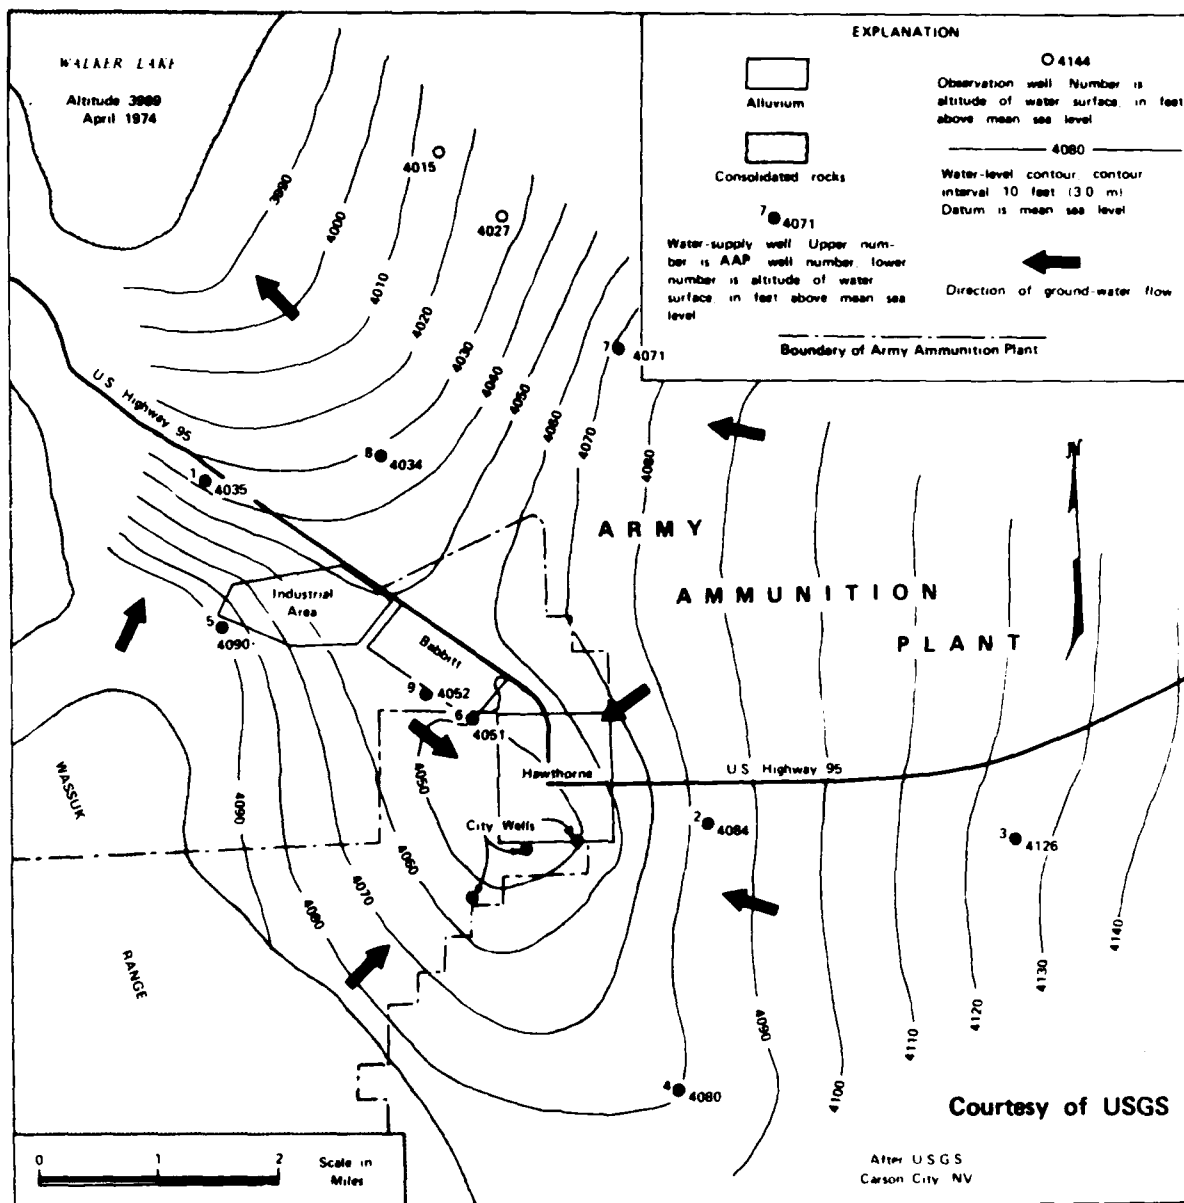 WALKER LAKE
Altitude 3989
April 1974
EXPLANATION
Alluvium
Consolidated rocks
7
4071
Water-supply well Upper num-
ber is AAP well number, lower
number is altitude of water
surface, in feet above mean sea
level
4144
Observation well Number is
altitude of water surface, in feet
above mean sea level
4080
Water-level contour, contour
interval 10 feet (3.0 m)
Datum is mean sea level
Direction of ground-water flow
Boundary of Army Ammunition Plant
4015
4027
3990
4000
4010
4020
4030
4040
4050
4060
4070
4080
7
4071
US Highway 95
8
4034
1
4035
N
ARMY
AMMUNITION
PLANT
Industrial
Area
5
4090
Babbitt
9
4052
6
4051
Hawthorne
US Highway 95
4050
City Wells
2
4084
3
4126
WASSUK
RANGE
4090
4060
4070
4080
4140
4130
4120
4110
4100
4090
4
4080
Courtesy of USGS
0
1
2
Scale in
Miles
After USGS
Carson City NV